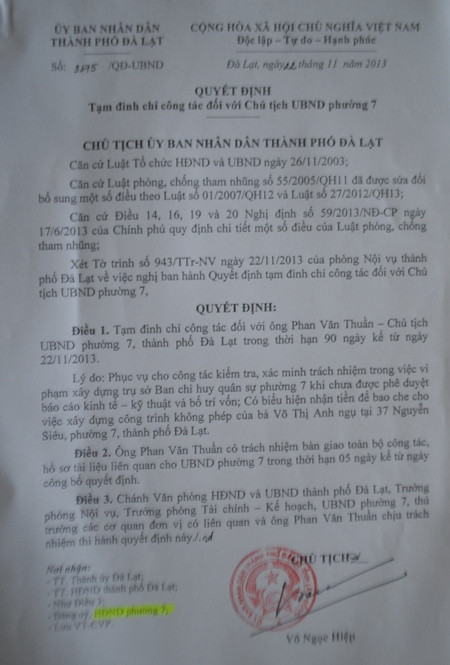 ỦY BAN NHÂN DÂN
THÀNH PHỐ ĐÀ LẠT
CỘNG HÒA XÃ HỘI CHỦ NGHĨA VIỆT NAM
Độc lập – Tự do – Hạnh phúc
Số: /QĐ-UBND
Đà Lạt, ngày 22 tháng 11 năm 2013
QUYẾT ĐỊNH
Tạm đình chỉ công tác đối với Chủ tịch UBND phường 7
CHỦ TỊCH ỦY BAN NHÂN DÂN THÀNH PHỐ ĐÀ LẠT
Căn cứ Luật Tổ chức HĐND và UBND ngày 26/11/2003;
Căn cứ Luật phòng, chống tham nhũng số 55/2005/QH11 đã được sửa đổi
bổ sung một số điều theo Luật số 01/2007/QH12 và Luật số 27/2012/QH13;
Căn cứ Điều 14, 16, 19 và 20 Nghị định số 59/2013/NĐ-CP ngày
17/6/2013 của Chính phủ quy định chi tiết một số điều của Luật phòng, chống
tham nhũng;
Xét Tờ trình số 943/TTr-NV ngày 22/11/2013 của phòng Nội vụ thành
phố Đà Lạt về việc nghị ban hành Quyết định tạm đình chỉ công tác đối với Chủ
tịch UBND phường 7,
QUYẾT ĐỊNH:
Điều 1. Tạm đình chỉ công tác đối với ông Phan Văn Thuần – Chủ tịch
UBND phường 7, thành phố Đà Lạt trong thời hạn 90 ngày kể từ ngày
22/11/2013.
Lý do: Phục vụ cho công tác kiểm tra, xác minh trách nhiệm trong việc vi
phạm xây dựng trụ sở Ban chỉ huy quân sự phường 7 khi chưa được phê duyệt
báo cáo kinh tế – kỹ thuật và bố trí vốn; Có biểu hiện nhận tiền để bao che cho
việc xây dựng công trình không phép của bà Võ Thị Anh ngụ tại 37 Nguyễn
Siêu, phường 7, thành phố Đà Lạt.
Điều 2. Ông Phan Văn Thuần có trách nhiệm bàn giao toàn bộ công tác,
hồ sơ tài liệu liên quan cho UBND phường 7 trong thời hạn 05 ngày kể từ ngày
công bố quyết định.
Điều 3. Chánh Văn phòng HĐND và UBND thành phố Đà Lạt, Trưởng
phòng Nội vụ, Trưởng phòng Tài chính – Kế hoạch, UBND phường 7, thủ
trưởng các cơ quan đơn vị có liên quan và ông Phan Văn Thuần chịu trách
nhiệm thi hành quyết định này./.
Nơi nhận:
- TT. Thành ủy Đà Lạt;
- TT. HĐND thành phố Đà Lạt;
- Như Điều 3;
- Đảng ủy, HĐND phường 7;
- Lưu VT-CVP.
CHỦ TỊCH
Võ Ngọc Hiệp